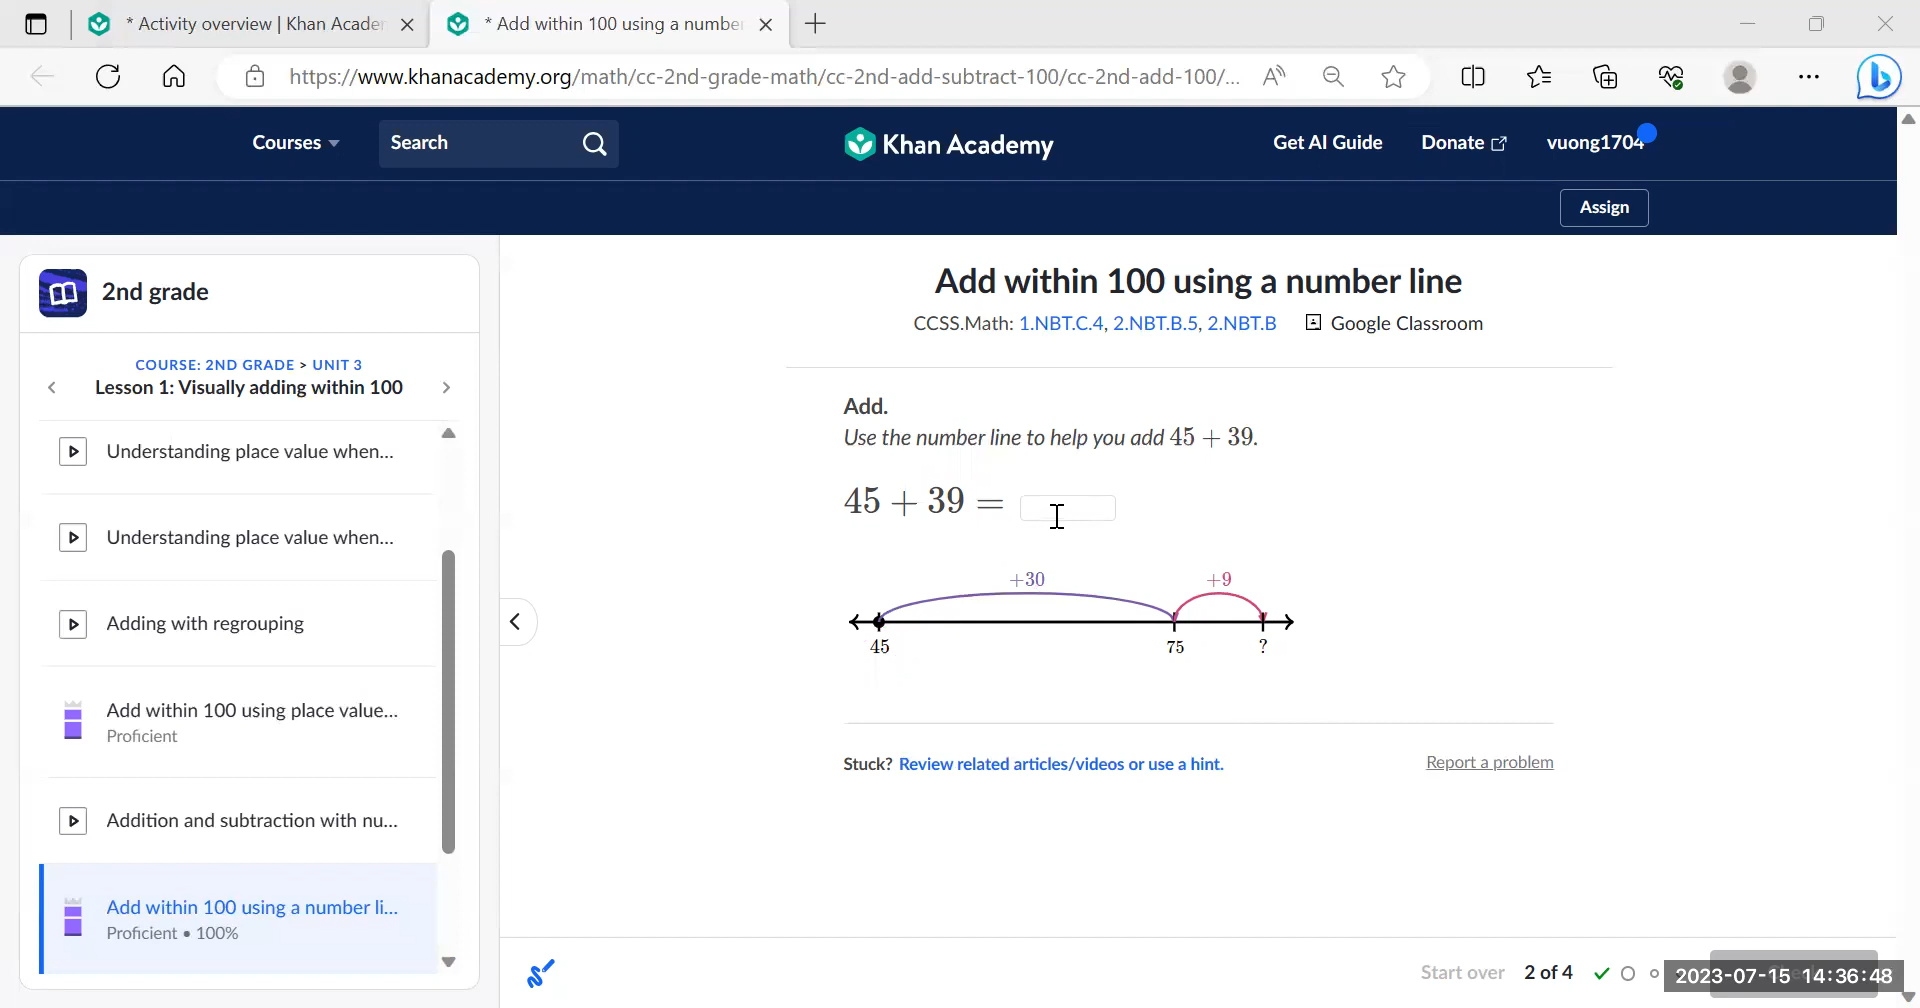 * Activity overview | Khan Acade
* Add within 100 using a number
https://www.khanacademy.org/math/cc-2nd-grade-math/cc-2nd-add-subtract-100/cc-2nd-add-100/...
Courses
Search
Khan Academy
Get AI Guide
Donate
vuong1704
Assign
2nd grade
COURSE: 2ND GRADE > UNIT 3
Lesson 1: Visually adding within 100
Understanding place value when...
Understanding place value when...
Adding with regrouping
Add within 100 using place value...
Proficient
Addition and subtraction with nu...
Add within 100 using a number li...
Proficient • 100%
Add within 100 using a number line
CCSS.Math: 1.NBT.C.4, 2.NBT.B.5, 2.NBT.B
Google Classroom
Add.
Use the number line to help you add 45 + 39.
45 + 39 =
+30
+9
45
75
?
Stuck? Review related articles/videos or use a hint.
Report a problem
Start over
2 of 4
2023-07-15 14:36:48